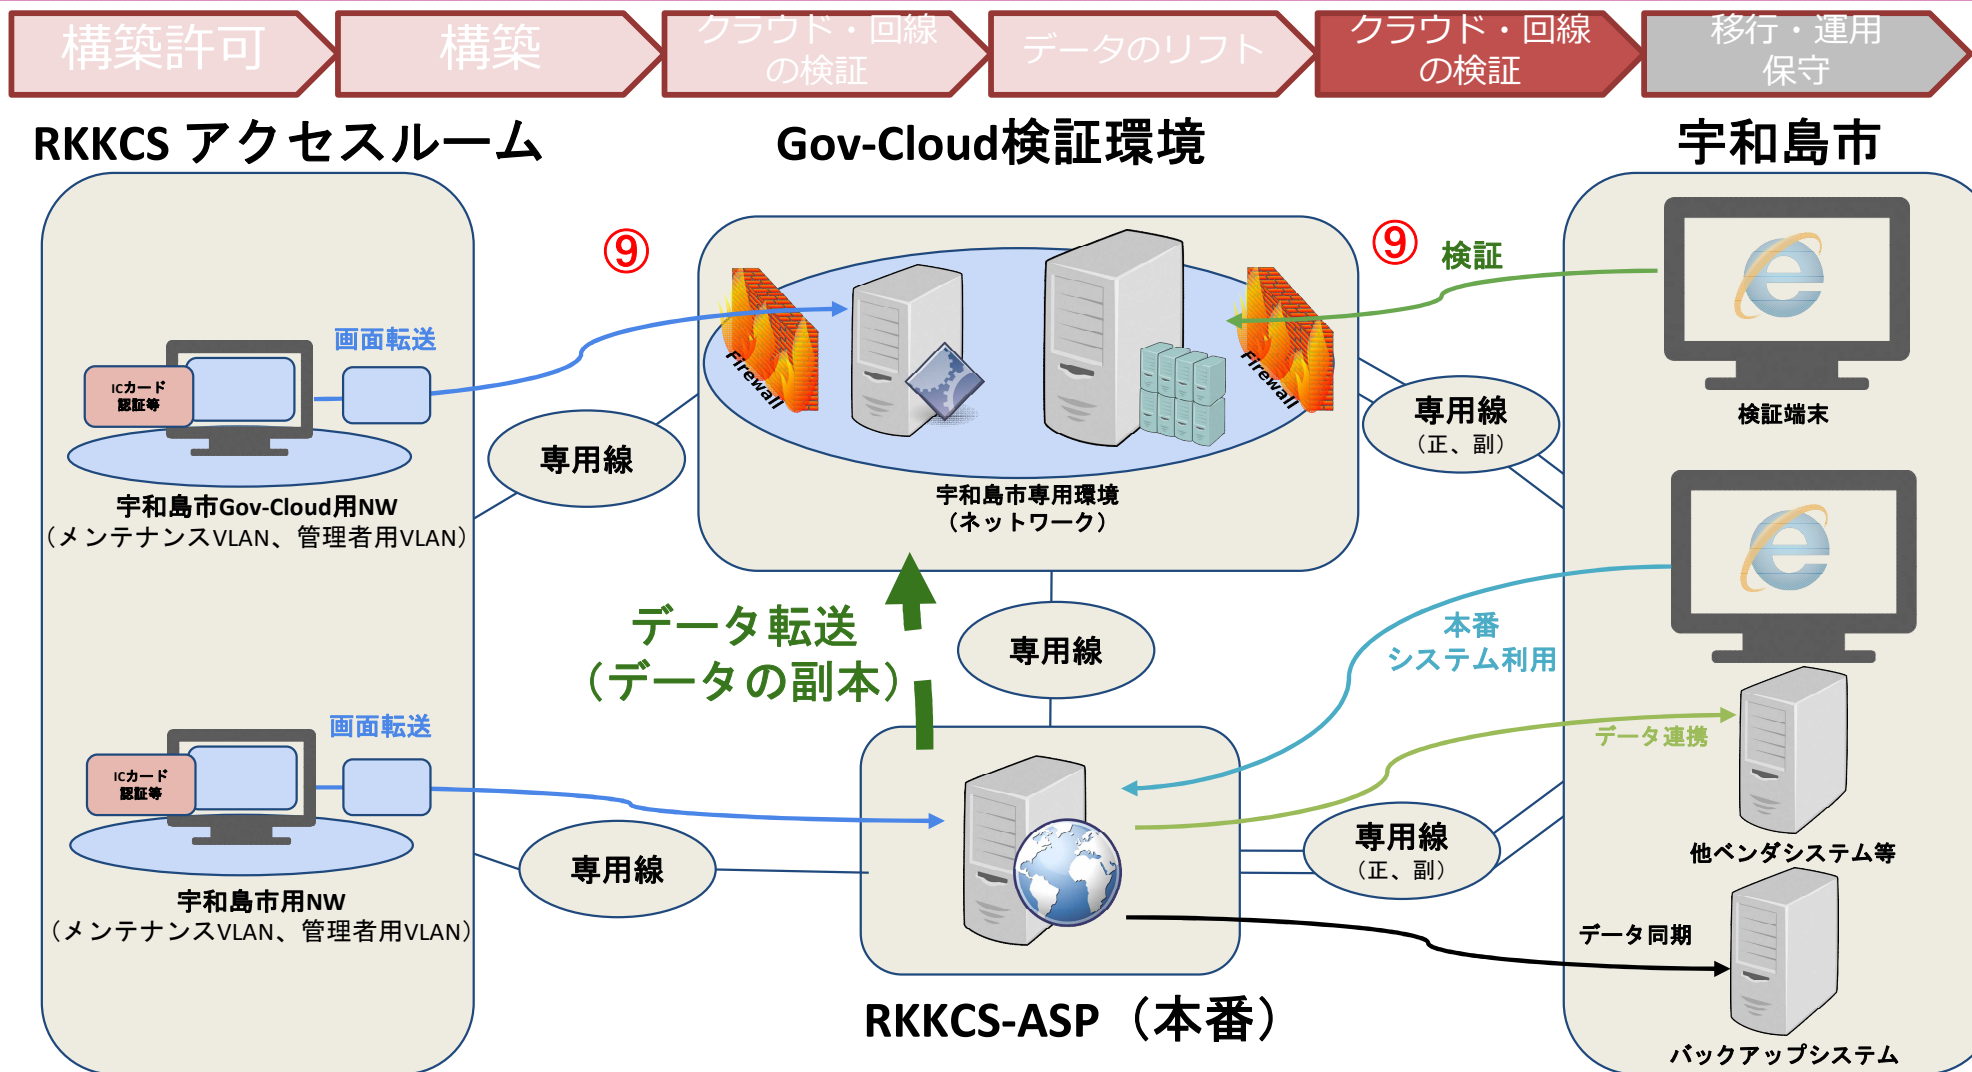 構築許可
構築
クラウド・回線
の検証
データのリフト
クラウド・回線
の検証
移行・運用
保守
RKKCS アクセスルーム
Gov-Cloud検証環境
宇和島市
⑨
⑨
検証
画面転送
ICカード
認証等
Firewall
Firewall
専用線
専用線
（正、副）
検証端末
宇和島市Gov-Cloud用NW
（メンテナンスVLAN、管理者用VLAN）
宇和島市専用環境
（ネットワーク）
データ転送
（データの副本）
専用線
本番
システム利用
画面転送
ICカード
認証等
データ連携
専用線
専用線
（正、副）
他ベンダシステム等
宇和島市用NW
（メンテナンスVLAN、管理者用VLAN）
データ同期
RKKCS-ASP（本番）
バックアップシステム